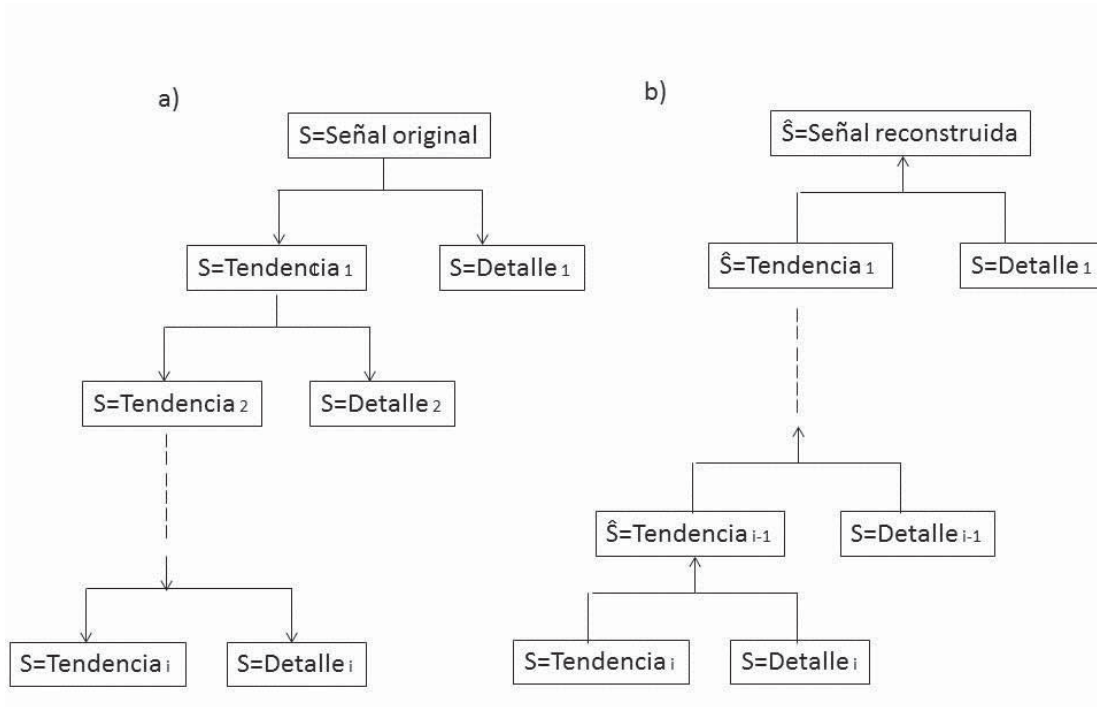 a)
S=Señal original
S=Tendencia 1
S=Detalle 1
S=Tendencia 2
S=Detalle 2
S=Tendencia i
S=Detalle i
b)
Ŝ=Señal reconstruida
Ŝ=Tendencia 1
S=Detalle 1
Ŝ=Tendencia i-1
S=Detalle i-1
S=Tendencia i
S=Detalle i